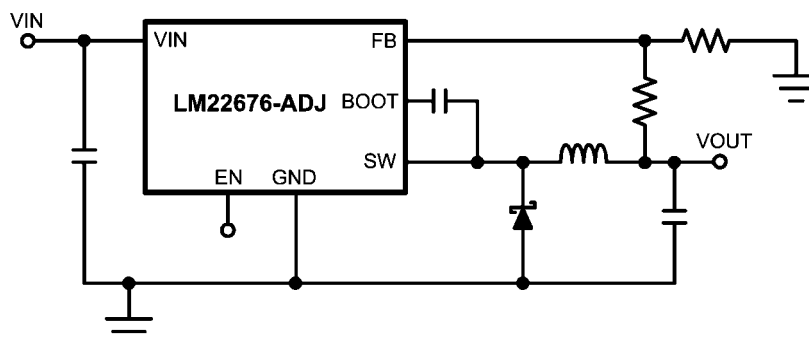 VIN
VIN
FB
LM22676-ADJ
BOOT
VOUT
SW
EN
GND